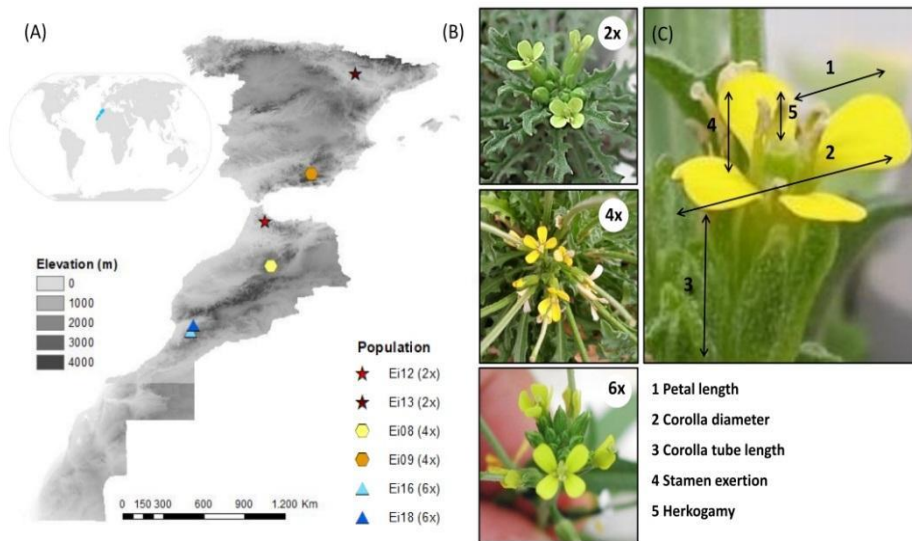 (A)
Elevation (m)
0
1000
2000
3000
4000
Population
Ei12 (2x)
Ei13 (2x)
Ei08 (4x)
Ei09 (4x)
Ei16 (6x)
Ei18 (6x)
0 150 300 600 900 1.200 Km
(B)
2x
4x
6x
(C)
1
2
3
4
5
1 Petal length
2 Corolla diameter
3 Corolla tube length
4 Stamen exertion
5 Herkogamy